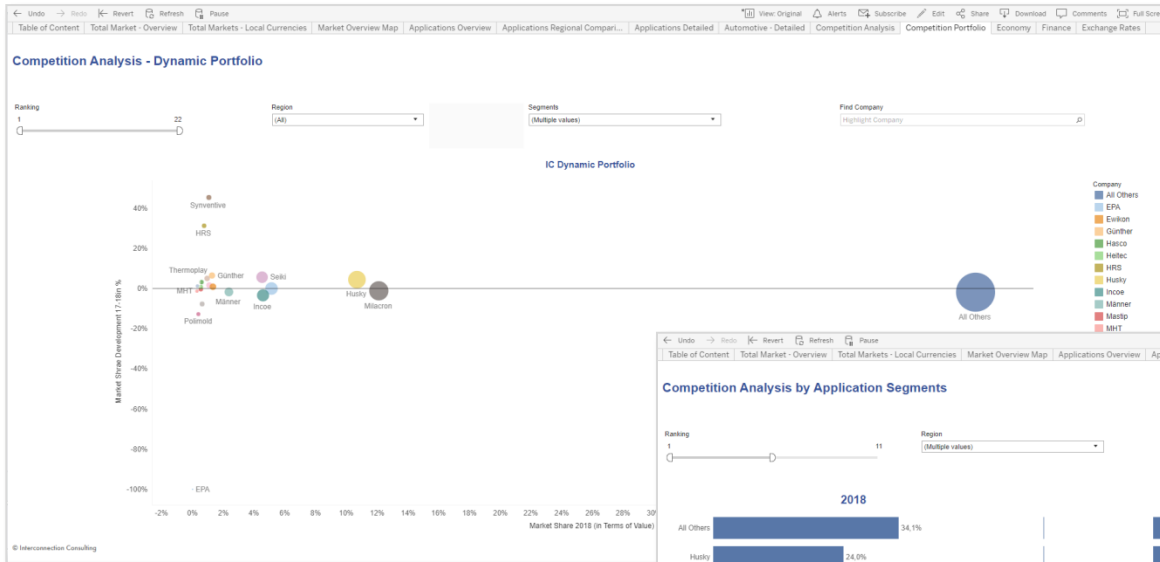 Undo Redo Revert Refresh Pause View: Original Alerts Subscribe Edit Share Download Comments Full Scre
Table of Content Total Market - Overview Total Markets - Local Currencies Market Overview Map Applications Overview Applications Regional Compari... Applications Detailed Automotive - Detailed Competition Analysis Competition Portfolio Economy Finance Exchange Rates
Competition Analysis - Dynamic Portfolio
Ranking Region Segments Find Company
1 22 (All) (Multiple values) Highlight Company
IC Dynamic Portfolio
Company
All Others
EPA
Ewikon
Günther
Hasco
Heitec
HRS
Husky
Incoe
Männer
Mastip
MHT
Market Shrae Development 17-18in %
40%
20%
0%
-20%
-40%
-60%
-80%
-100%
Synventive
HRS
Thermoplay
Günther
Seiki
MHT
Männer
Incoe
Husky
Milacron
All Others
Polimold
EPA
-2% 0% 2% 4% 6% 8% 10% 12% 14% 16% 18% 20% 22% 24% 26% 28%
Market Share 2018 (in Terms of Value)
© Interconnection Consulting
Undo Redo Revert Refresh Pause
Table of Content Total Market - Overview Total Markets - Local Currencies Market Overview Map Applications Overview
Competition Analysis by Application Segments
Ranking Region
1 11 (Multiple values)
2018
All Others 34,1%
Husky 24,0%